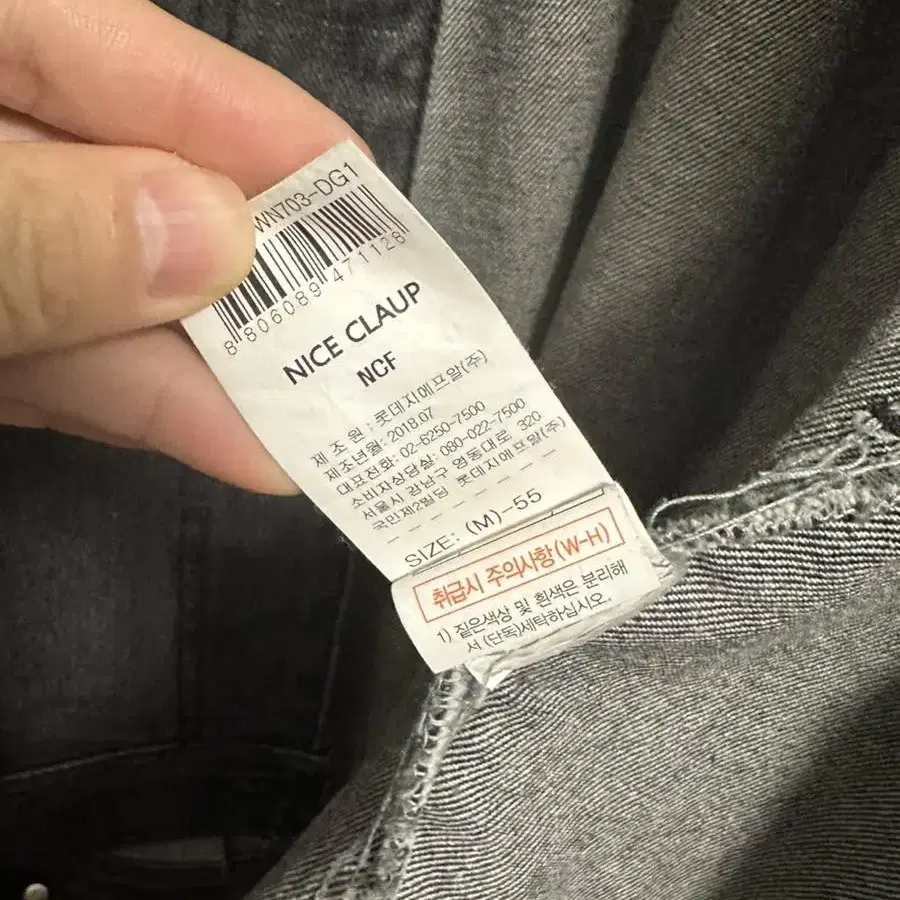 WN703-DG1
8 806089 471128
NICE CLAUP
NCF
제 조 원 : 롯데지에프알(주)
제조년월: 2018.07
대표전화: 02-6250-7500
소비자상담실: 080-022-7500
서울시 강남구 영동대로 320
국민제2빌딩 롯데지에프알(주)
SIZE: (M)-55
취급시 주의사항(W-H)
1) 짙은색상 및 흰색은 분리해
서 (단독)세탁하십시오.